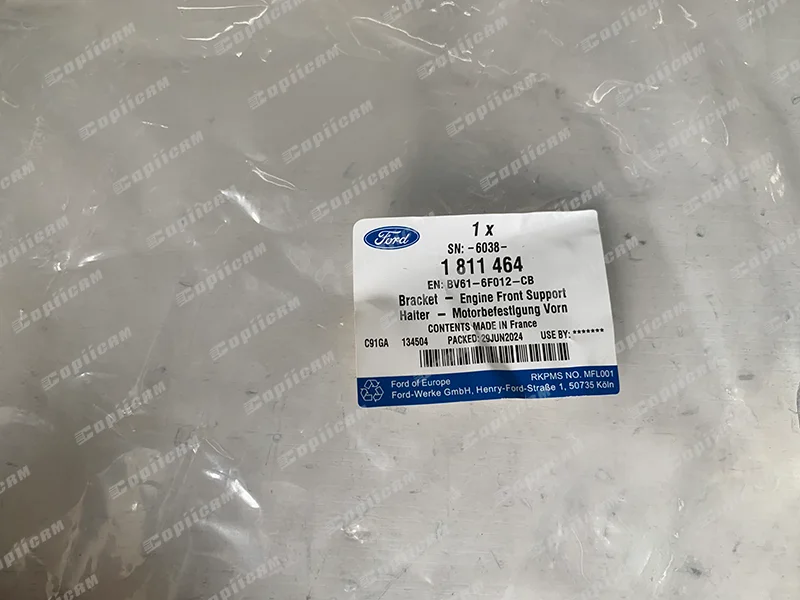 Ford
1 x
SN: -6038-
1 811 464
EN: BV61-6F012-CB
Bracket - Engine Front Support
Halter - Motorbefestigung Vorn
CONTENTS MADE IN France
C91GA 134504 PACKED: 29JUN2024 USE BY: *******
Ford of Europe RKPMS NO. MFL001
Ford-Werke GmbH, Henry-Ford-Straße 1, 50735 Köln
CopiiCAM